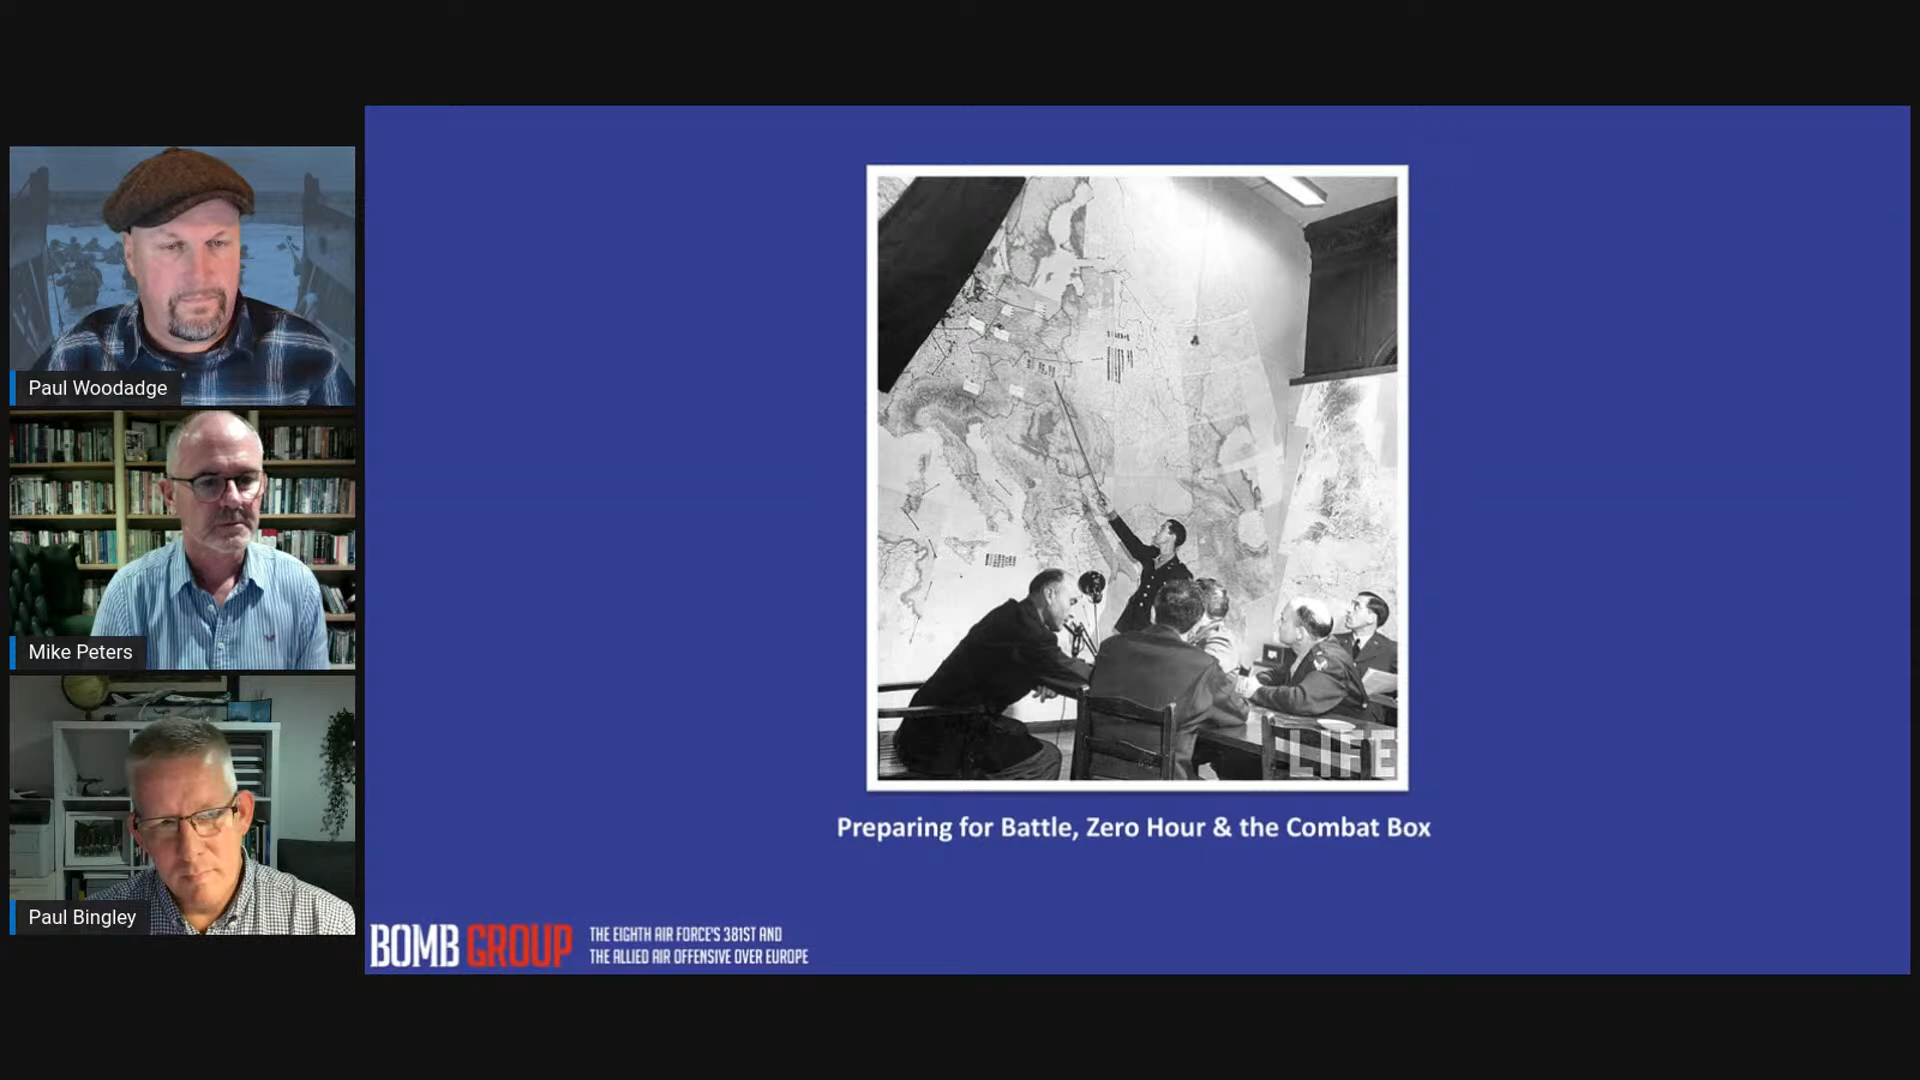 Paul Woodadge
Mike Peters
Paul Bingley
LIFE
Preparing for Battle, Zero Hour & the Combat Box
BOMB GROUP
THE EIGHTH AIR FORCE'S 381ST AND
THE ALLIED AIR OFFENSIVE OVER EUROPE